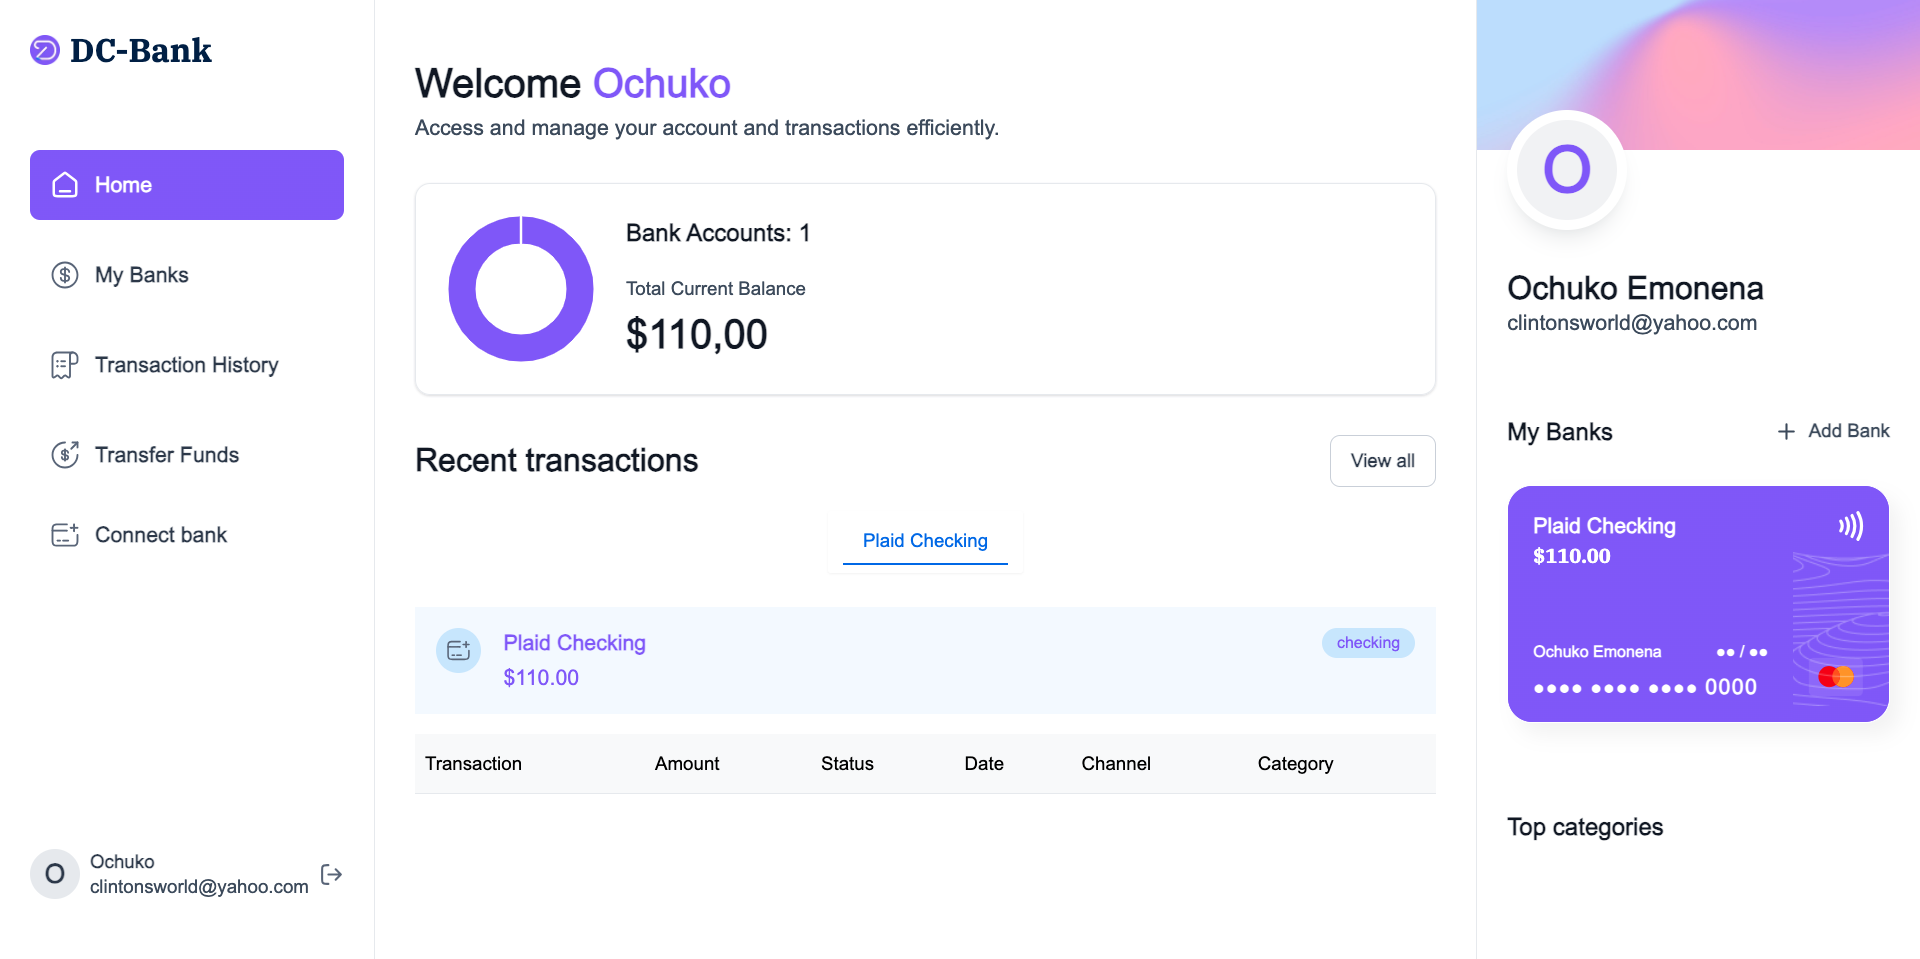 DC-Bank
Home
My Banks
Transaction History
Transfer Funds
Connect bank
O
Ochuko
clintonsworld@yahoo.com
Welcome Ochuko
Access and manage your account and transactions efficiently.
Bank Accounts: 1
Total Current Balance
$110,00
Recent transactions
View all
Plaid Checking
Plaid Checking
checking
$110.00
Transaction Amount Status Date Channel Category
O
Ochuko Emonena
clintonsworld@yahoo.com
My Banks
+ Add Bank
Plaid Checking
$110.00
Ochuko Emonena ●● / ●●
●●●● ●●●● ●●●● 0000
Top categories